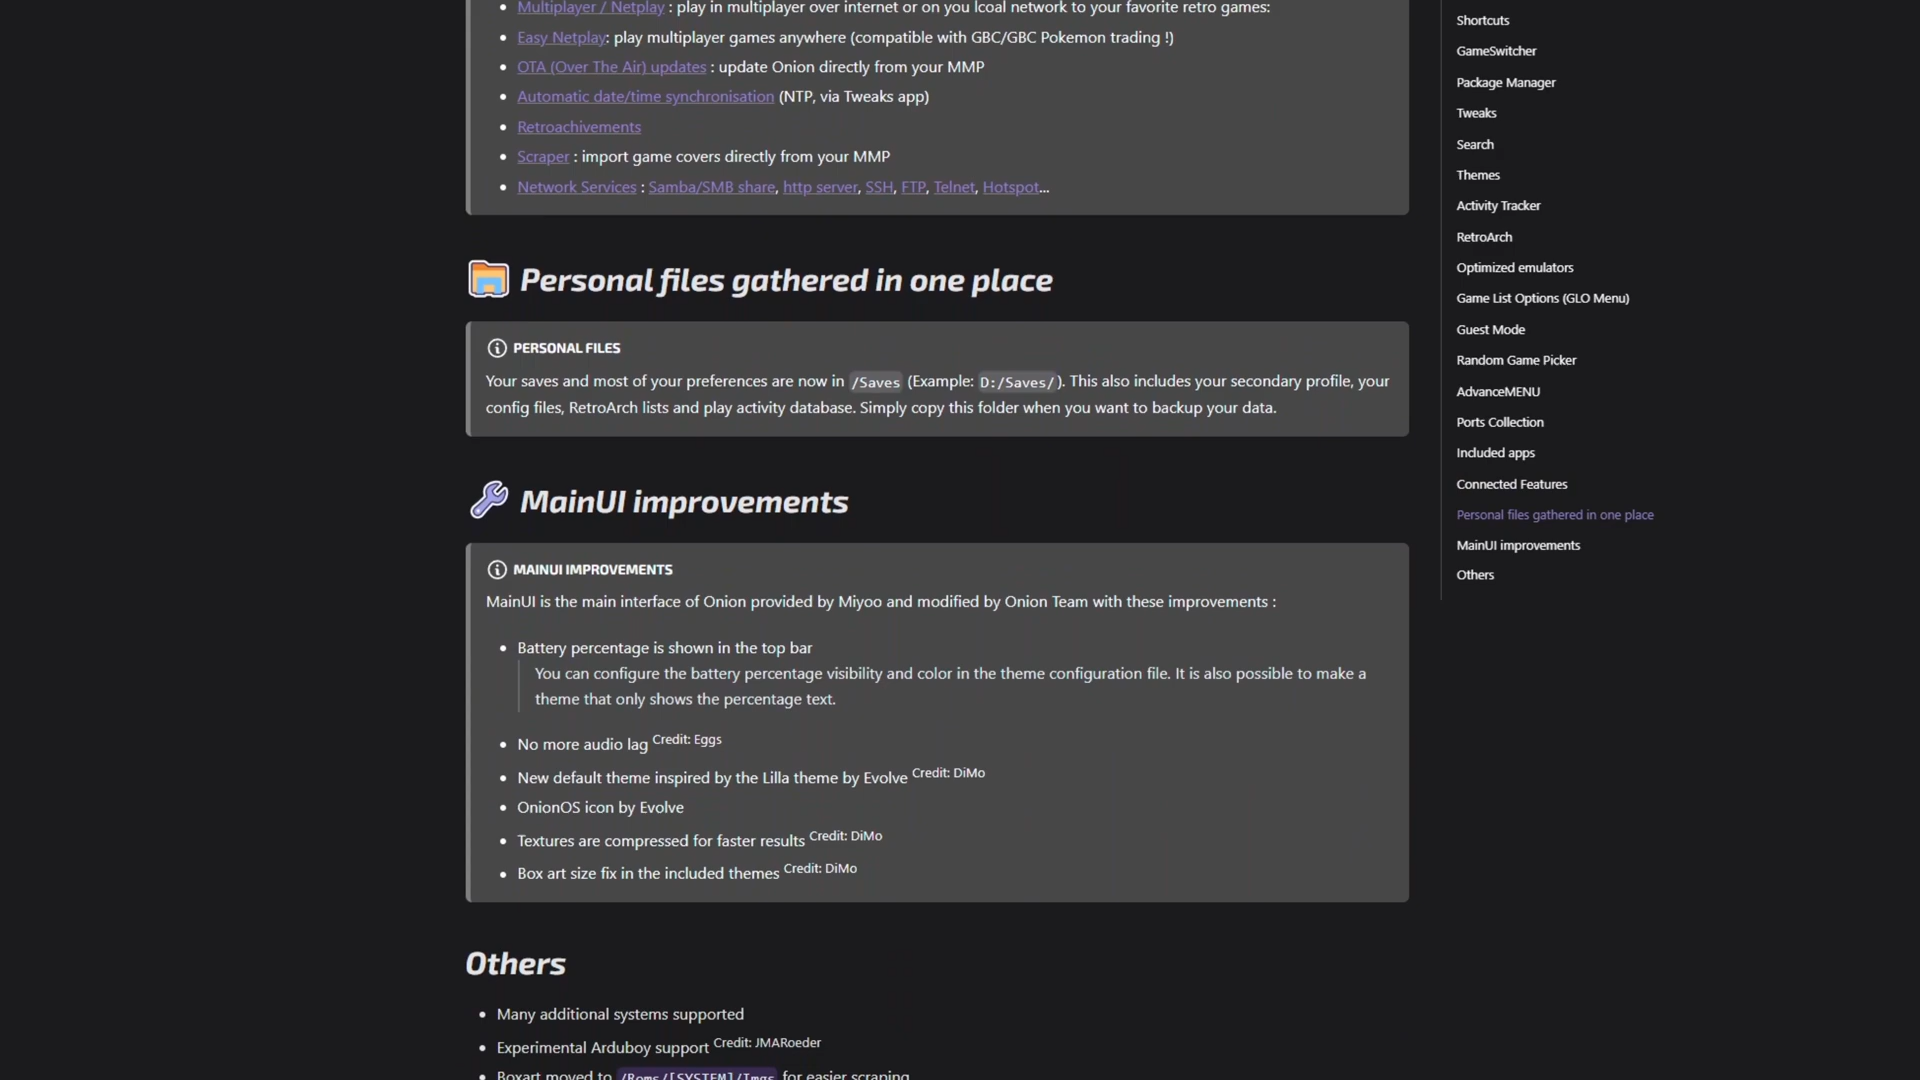 Multiplayer / Netplay : play in multiplayer over internet or on you lcoal network to your favorite retro games:
Easy Netplay: play multiplayer games anywhere (compatible with GBC/GBC Pokemon trading !)
OTA (Over The Air) updates : update Onion directly from your MMP
Automatic date/time synchronisation (NTP, via Tweaks app)
Retroachivements
Scraper : import game covers directly from your MMP
Network Services : Samba/SMB share, http server, SSH, FTP, Telnet, Hotspot...
Personal files gathered in one place
PERSONAL FILES
Your saves and most of your preferences are now in /Saves (Example: D:/Saves/). This also includes your secondary profile, your
config files, RetroArch lists and play activity database. Simply copy this folder when you want to backup your data.
MainUI improvements
MAINUI IMPROVEMENTS
MainUI is the main interface of Onion provided by Miyoo and modified by Onion Team with these improvements :
Battery percentage is shown in the top bar
You can configure the battery percentage visibility and color in the theme configuration file. It is also possible to make a
theme that only shows the percentage text.
No more audio lag Credit: Eggs
New default theme inspired by the Lilla theme by Evolve Credit: DiMo
OnionOS icon by Evolve
Textures are compressed for faster results Credit: DiMo
Box art size fix in the included themes Credit: DiMo
Others
Many additional systems supported
Experimental Arduboy support Credit: JMARoeder
Boxart moved to /Roms/[SYSTEM]/Imgs for easier scraping
Shortcuts
GameSwitcher
Package Manager
Tweaks
Search
Themes
Activity Tracker
RetroArch
Optimized emulators
Game List Options (GLO Menu)
Guest Mode
Random Game Picker
AdvanceMENU
Ports Collection
Included apps
Connected Features
Personal files gathered in one place
MainUI improvements
Others